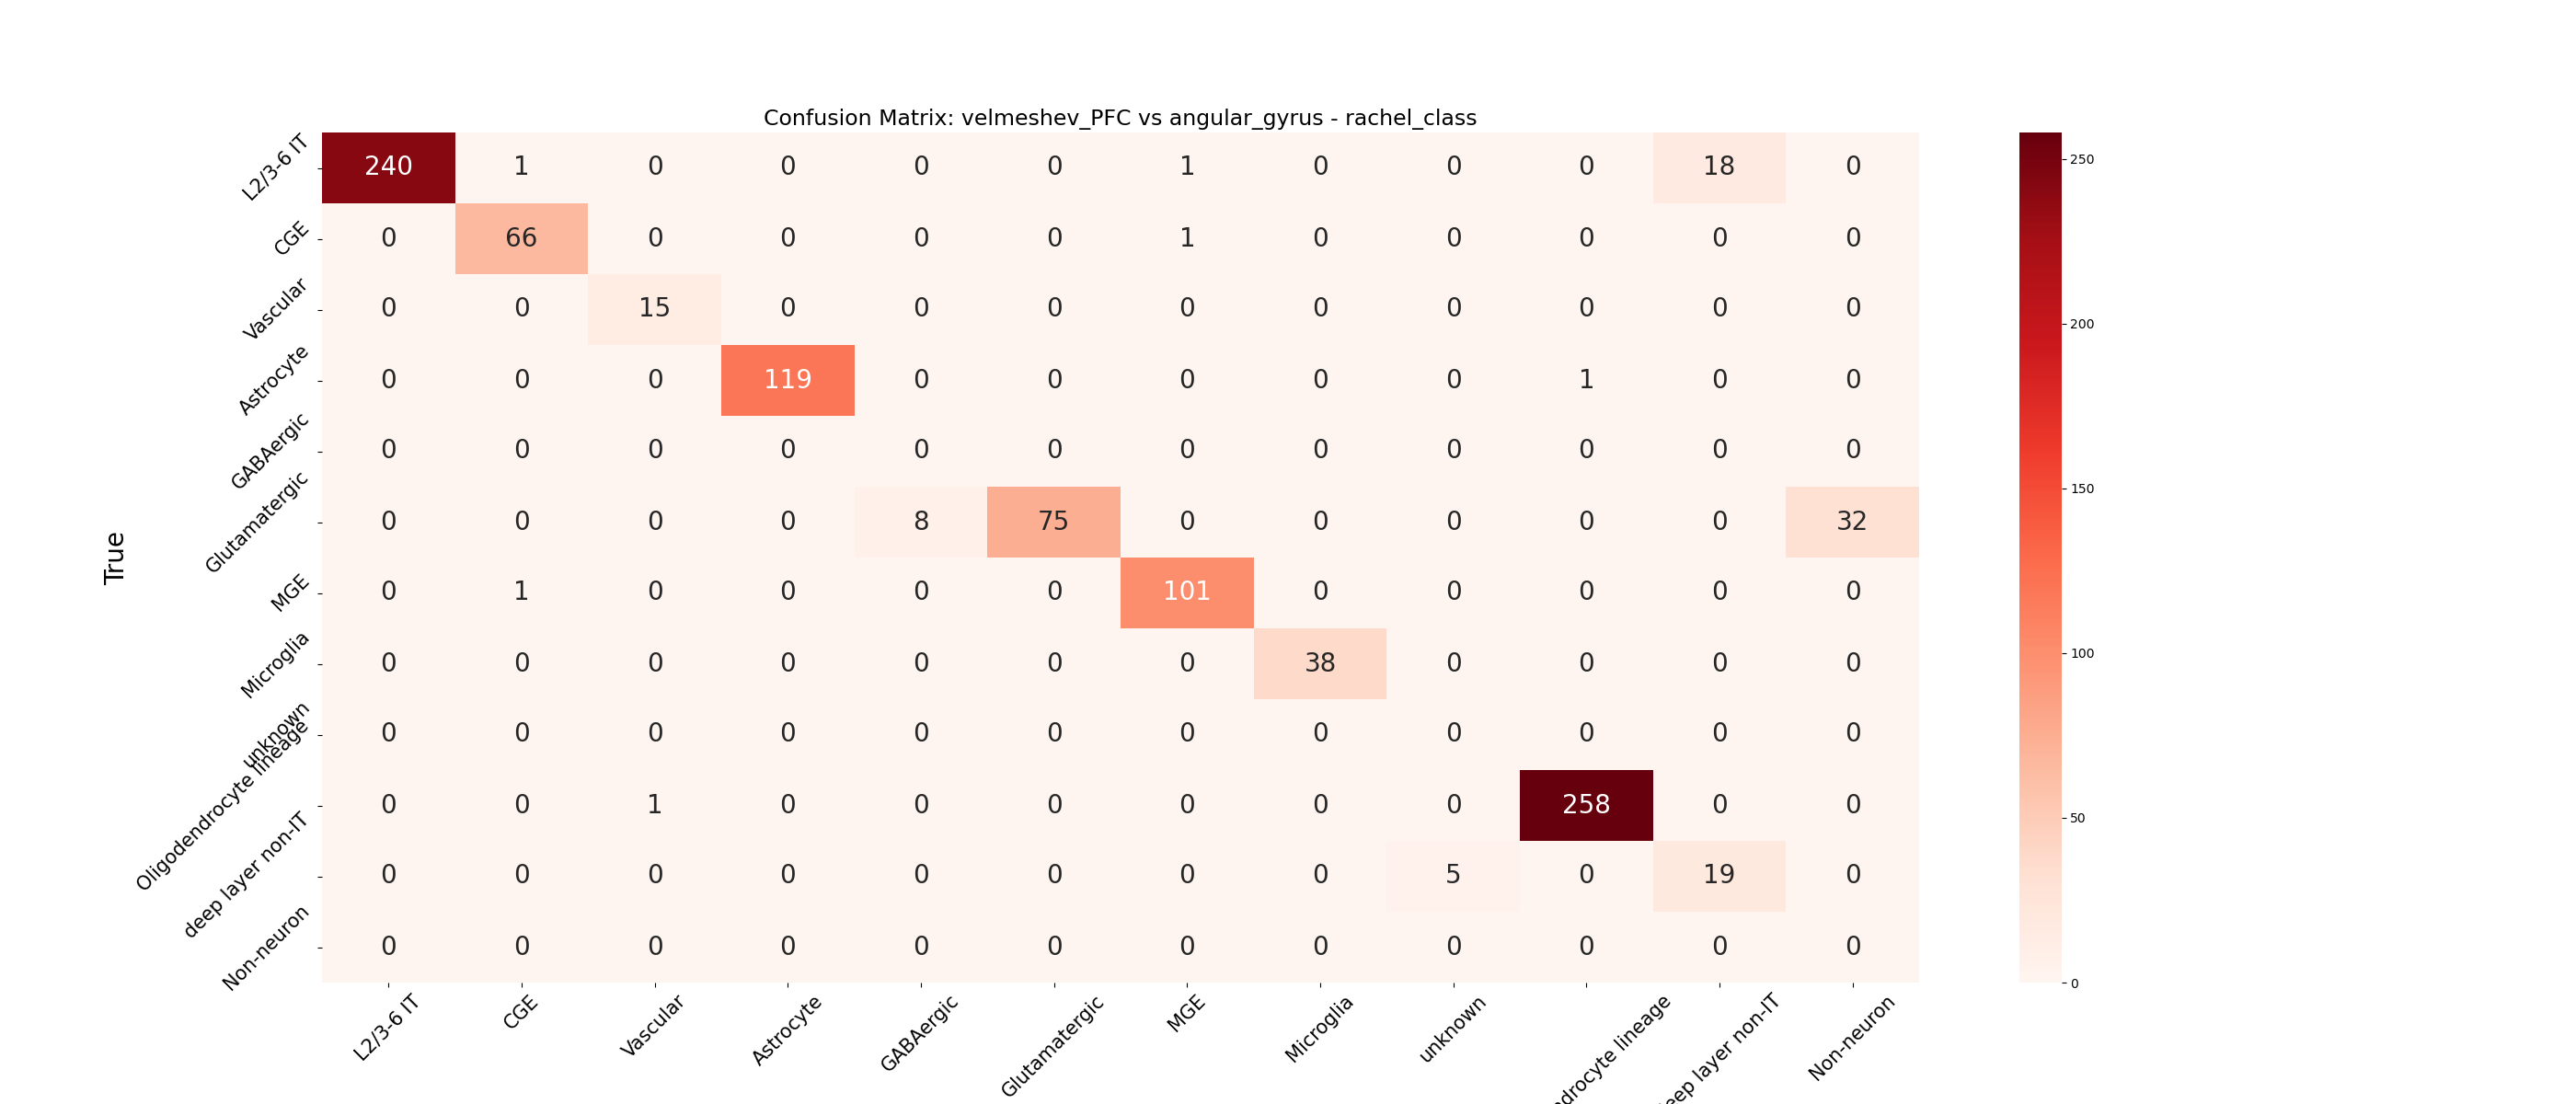 Confusion Matrix: velmeshev_PFC vs angular_gyrus - rachel_class
True
L2/3-6 IT 240 1 0 0 0 0 1 0 0 0 18 0
CGE 0 66 0 0 0 0 1 0 0 0 0 0
Vascular 0 0 15 0 0 0 0 0 0 0 0 0
Astrocyte 0 0 0 119 0 0 0 0 0 1 0 0
GABAergic 0 0 0 0 0 0 0 0 0 0 0 0
Glutamatergic 0 0 0 0 8 75 0 0 0 0 0 32
MGE 0 1 0 0 0 0 101 0 0 0 0 0
Microglia 0 0 0 0 0 0 0 38 0 0 0 0
unknown 0 0 0 0 0 0 0 0 0 0 0 0
Oligodendrocyte lineage 0 0 1 0 0 0 0 0 0 258 0 0
deep layer non-IT 0 0 0 0 0 0 0 0 5 0 19 0
Non-neuron 0 0 0 0 0 0 0 0 0 0 0 0
L2/3-6 IT CGE Vascular Astrocyte GABAergic Glutamatergic MGE Microglia unknown drocyte lineage eep layer non-IT Non-neuron
250
200
150
100
50
0